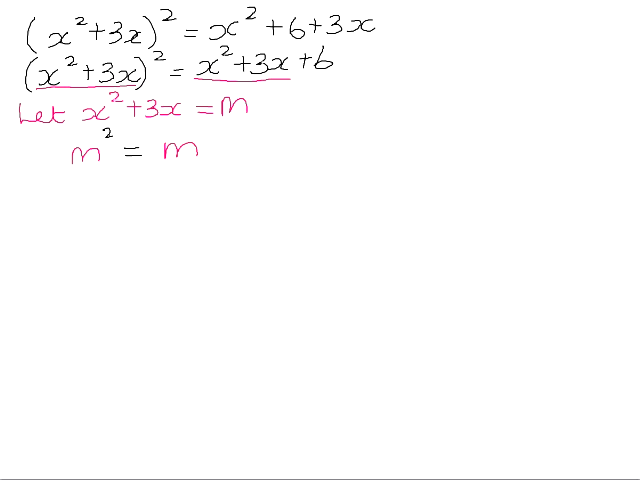 (x²+3x)² = x²+6+3x
(x²+3x)² = x²+3x+6
Let x²+3x = m
m² = m